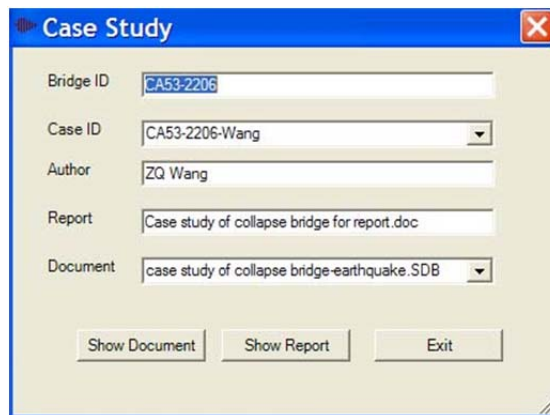 Case Study
Bridge ID CA53-2206
Case ID CA53-2206-Wang
Author ZQ Wang
Report Case study of collapse bridge for report.doc
Document case study of collapse bridge-earthquake.SDB
Show Document Show Report Exit